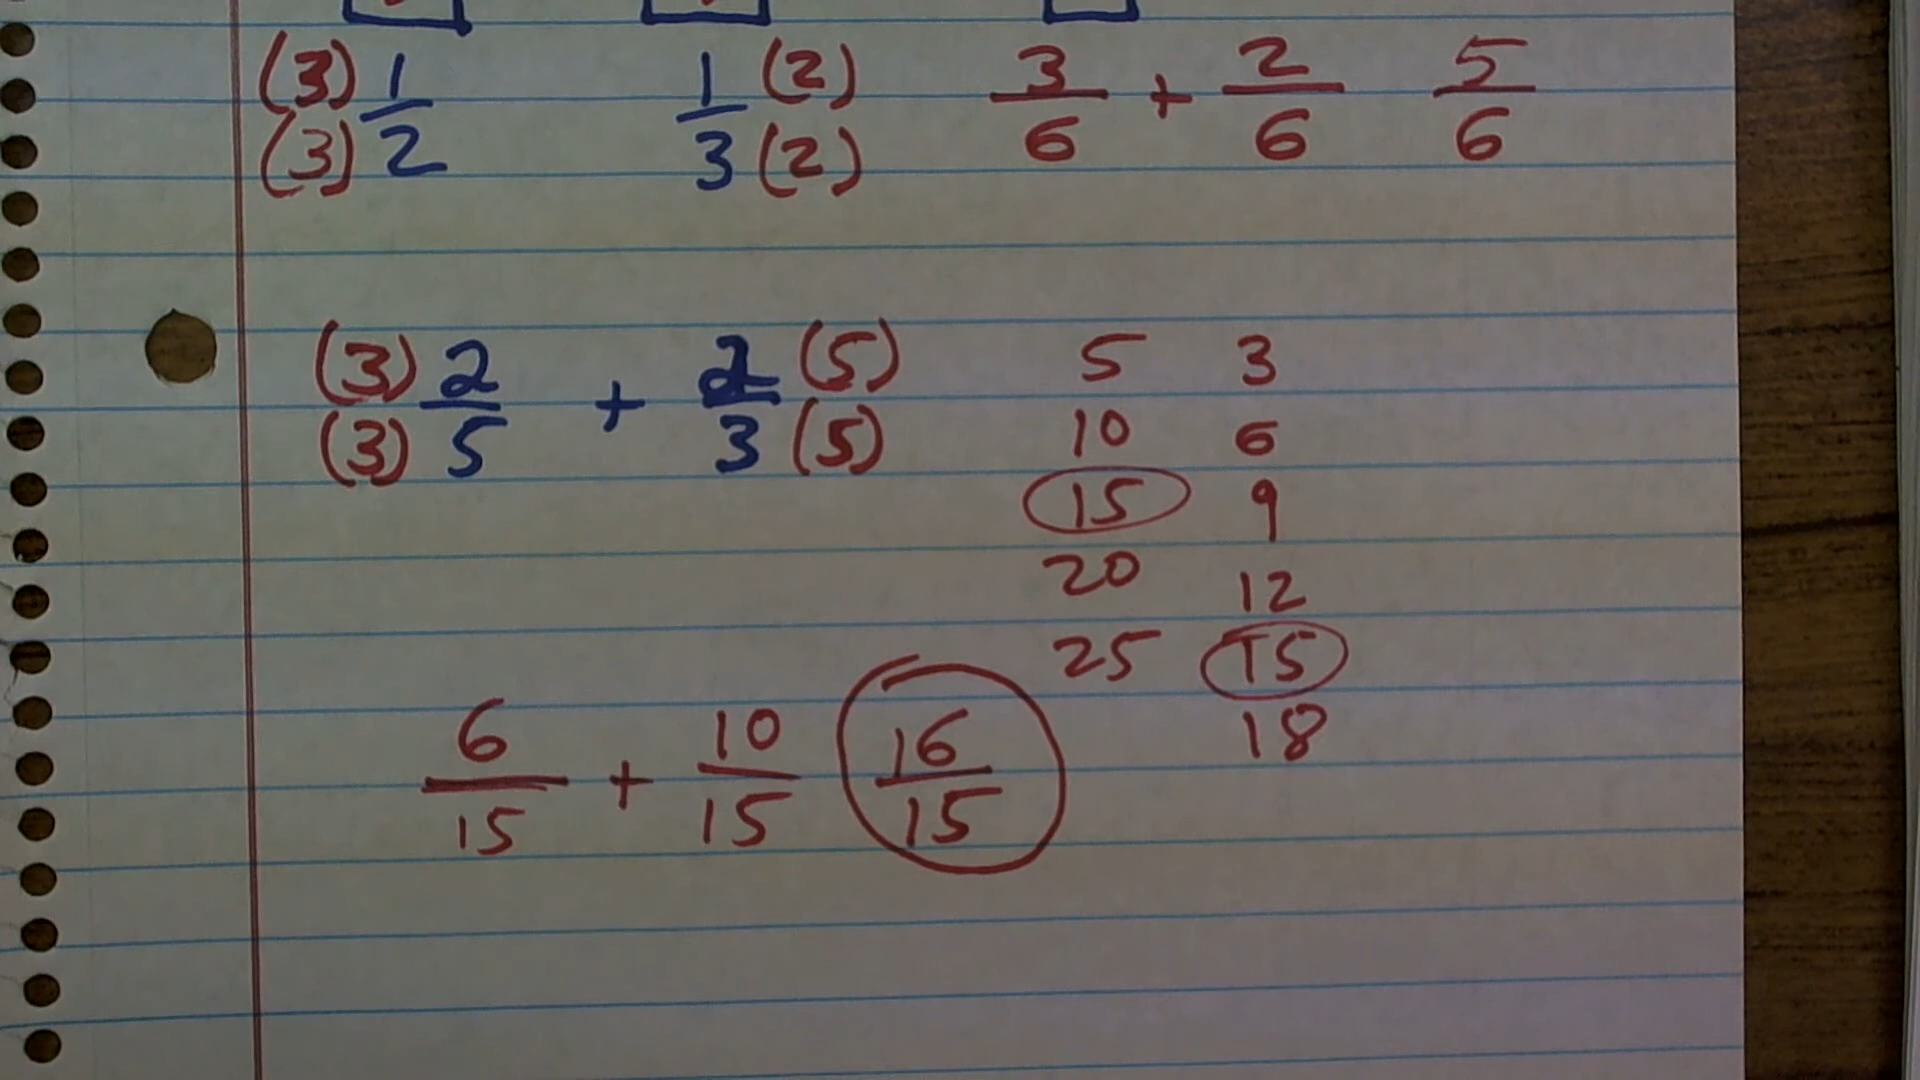 (3) 1 1 (2) 3 + 2 5
(3) 2 3 (2) 6 6 6
(3) 2 + 2 (5) 5 3
(3) 5 3 (5) 10 6
15 9
20 12
25 15
6 + 10 16 18
15 15 15